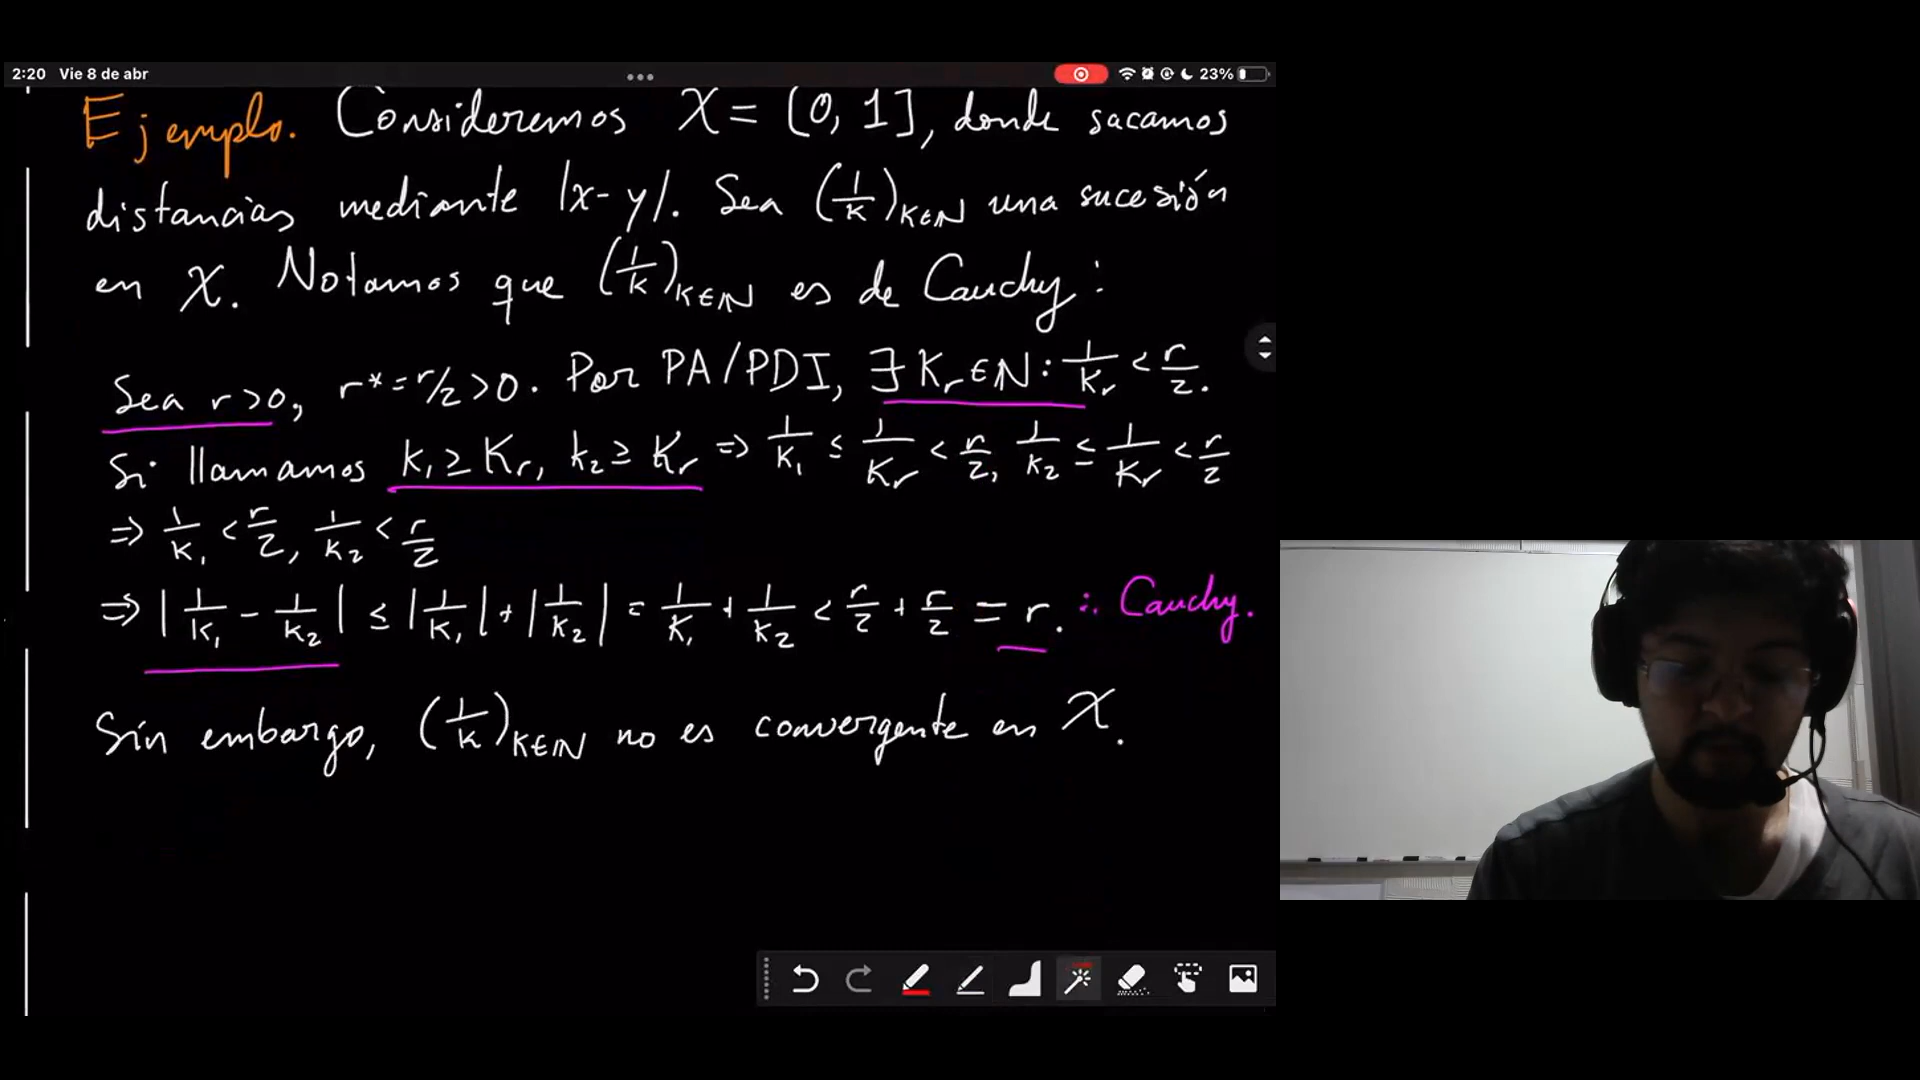 2:20 Vie 8 de abr 23%
Ejemplo. Consideremos X = (0, 1], donde sacamos
distancias mediante |x-y|. Sea (1/k)k∈ℕ una sucesión
en X. Notamos que (1/k)k∈ℕ es de Cauchy:
Sea r>0, r*=r/2>0. Por PA/PDI, ∃ Kr∈ℕ: 1/Kr < r/2.
Si llamamos k₁ ≥ Kr, k₂ ≥ Kr ⇒ 1/k₁ ≤ 1/Kr < r/2, 1/k₂ ≤ 1/Kr < r/2
⇒ 1/k₁ < r/2, 1/k₂ < r/2
⇒ |1/k₁ - 1/k₂| ≤ |1/k₁| + |1/k₂| = 1/k₁ + 1/k₂ < r/2 + r/2 = r. ∴ Cauchy.
Sin embargo, (1/k)k∈ℕ no es convergente en X.